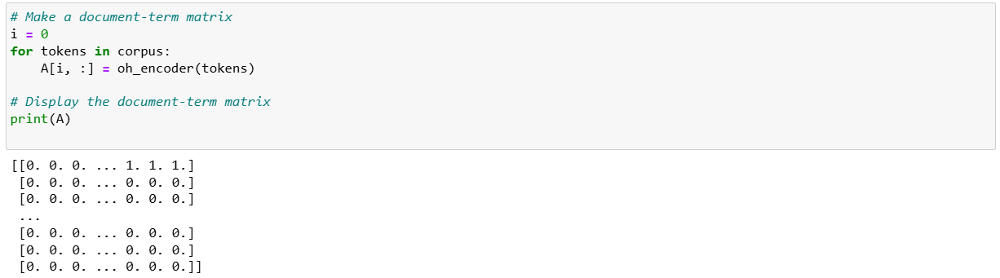 # Make a document-term matrix
i = 0
for tokens in corpus:
    A[i, :] = oh_encoder(tokens)
# Display the document-term matrix
print(A)
[[0. 0. 0. ... 1. 1. 1.]
 [0. 0. 0. ... 0. 0. 0.]
 [0. 0. 0. ... 0. 0. 0.]
 ...
 [0. 0. 0. ... 0. 0. 0.]
 [0. 0. 0. ... 0. 0. 0.]
 [0. 0. 0. ... 0. 0. 0.]]